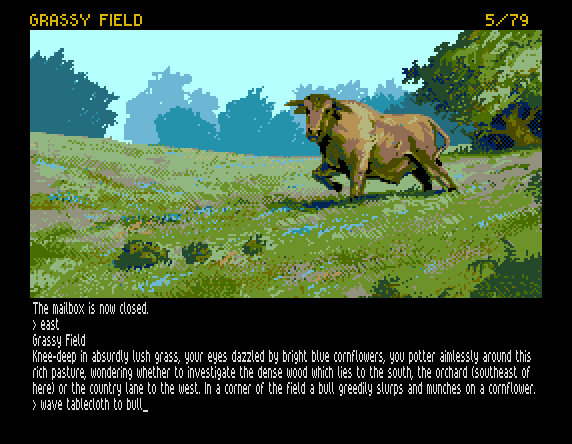 GRASSY FIELD 5/79
The mailbox is now closed.
> east
Grassy Field
Knee-deep in absurdly lush grass, your eyes dazzled by bright blue cornflowers, you potter aimlessly around this
rich pasture, wondering whether to investigate the dense wood which lies to the south, the orchard (southeast of
here) or the country lane to the west. In a corner of the field a bull greedily slurps and munches on a cornflower.
> wave tablecloth to bull_